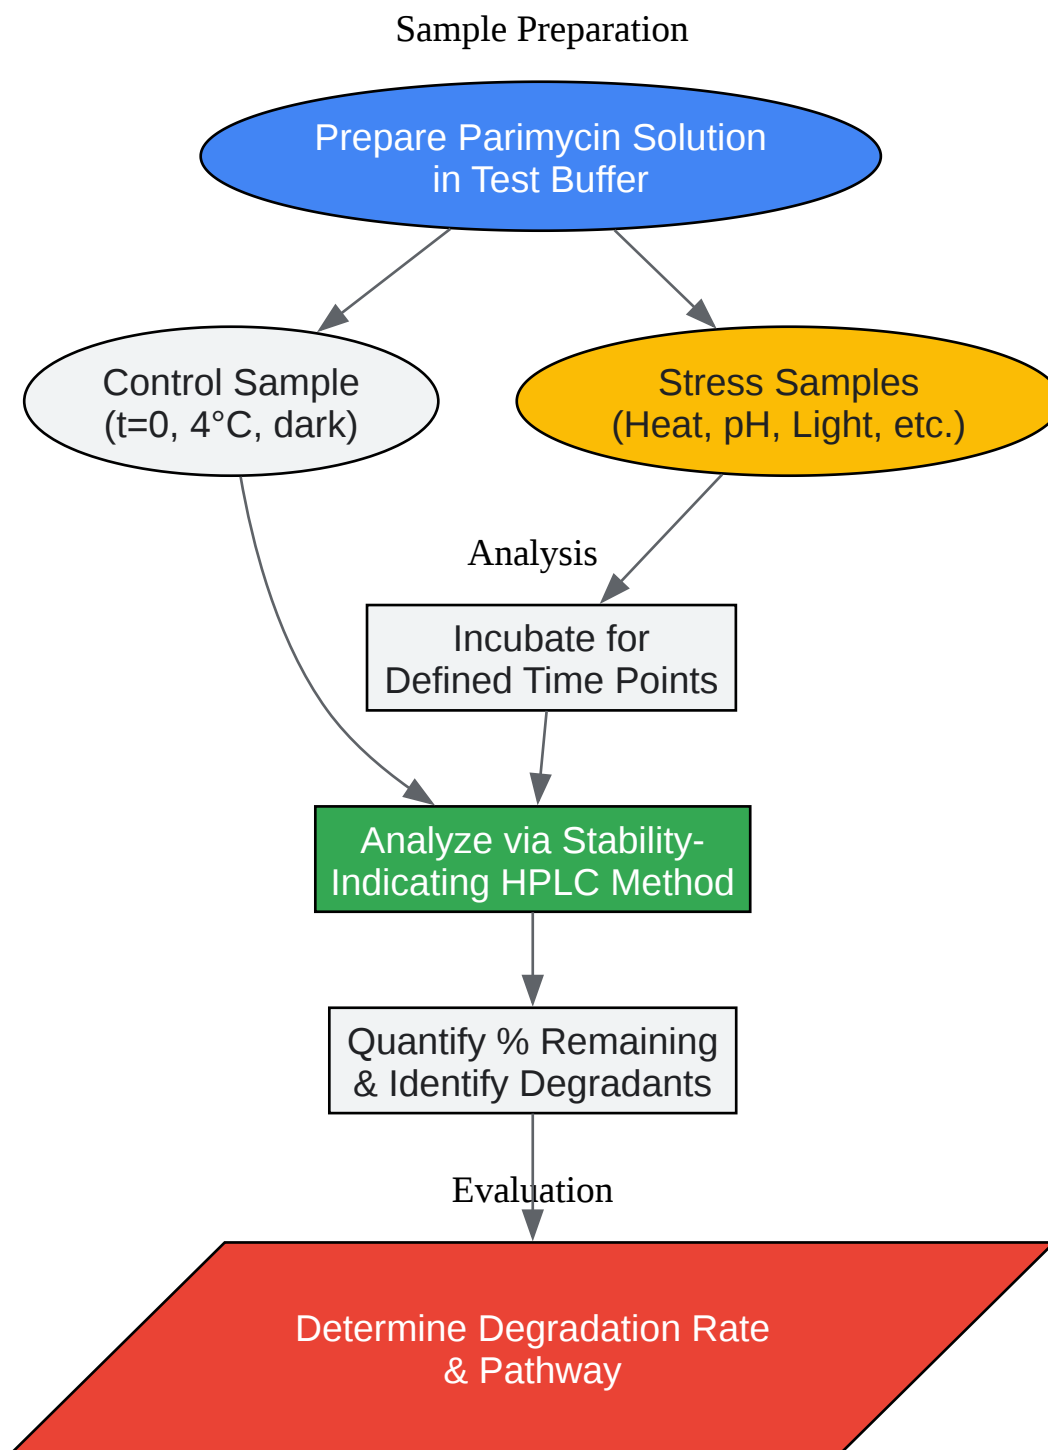 Sample Preparation
Prepare Parimycin Solution
in Test Buffer
Control Sample
(t=0, 4°C, dark)
Stress Samples
(Heat, pH, Light, etc.)
Analysis
Incubate for
Defined Time Points
Analyze via Stability-
Indicating HPLC Method
Quantify % Remaining
& Identify Degradants
Evaluation
Determine Degradation Rate
& Pathway